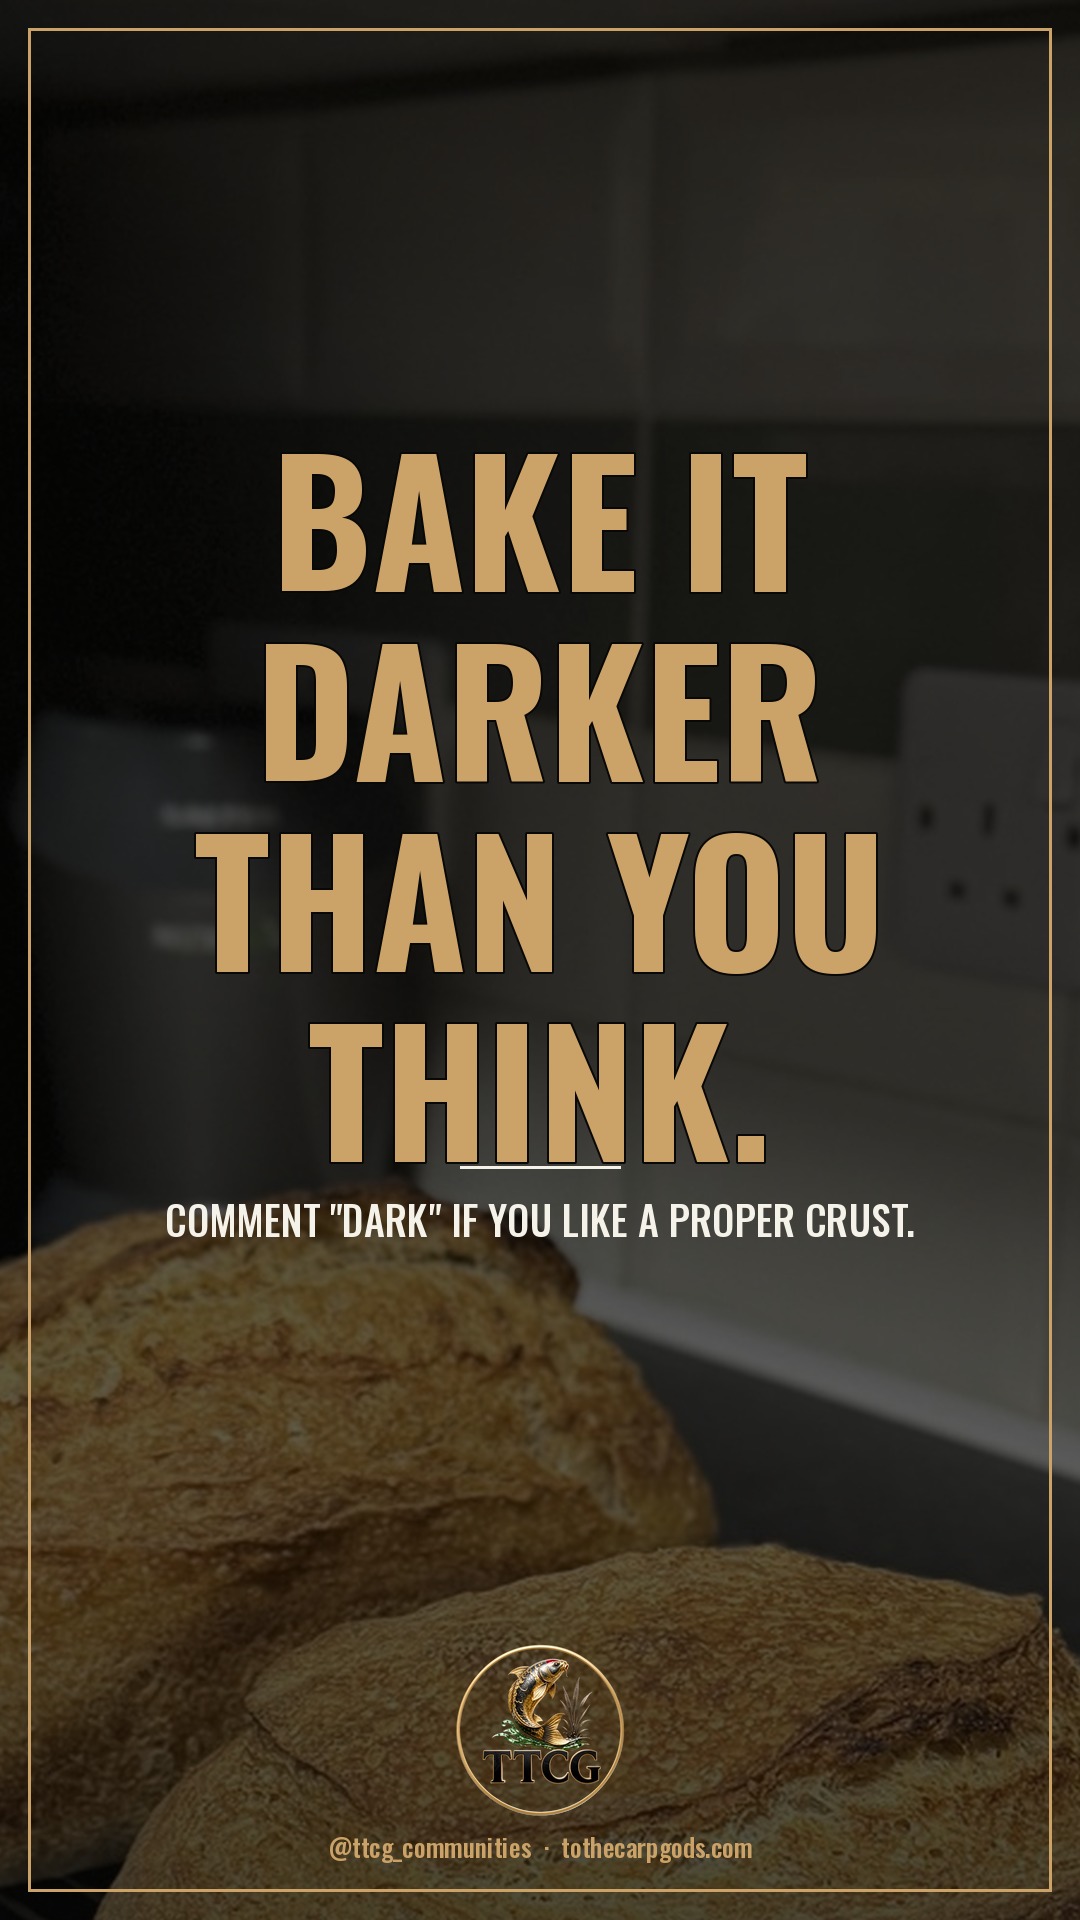 BAKE IT
DARKER
THAN YOU
THINK.
COMMENT "DARK" IF YOU LIKE A PROPER CRUST.
TTCG
@ttcg_communities · tothecarpgods.com